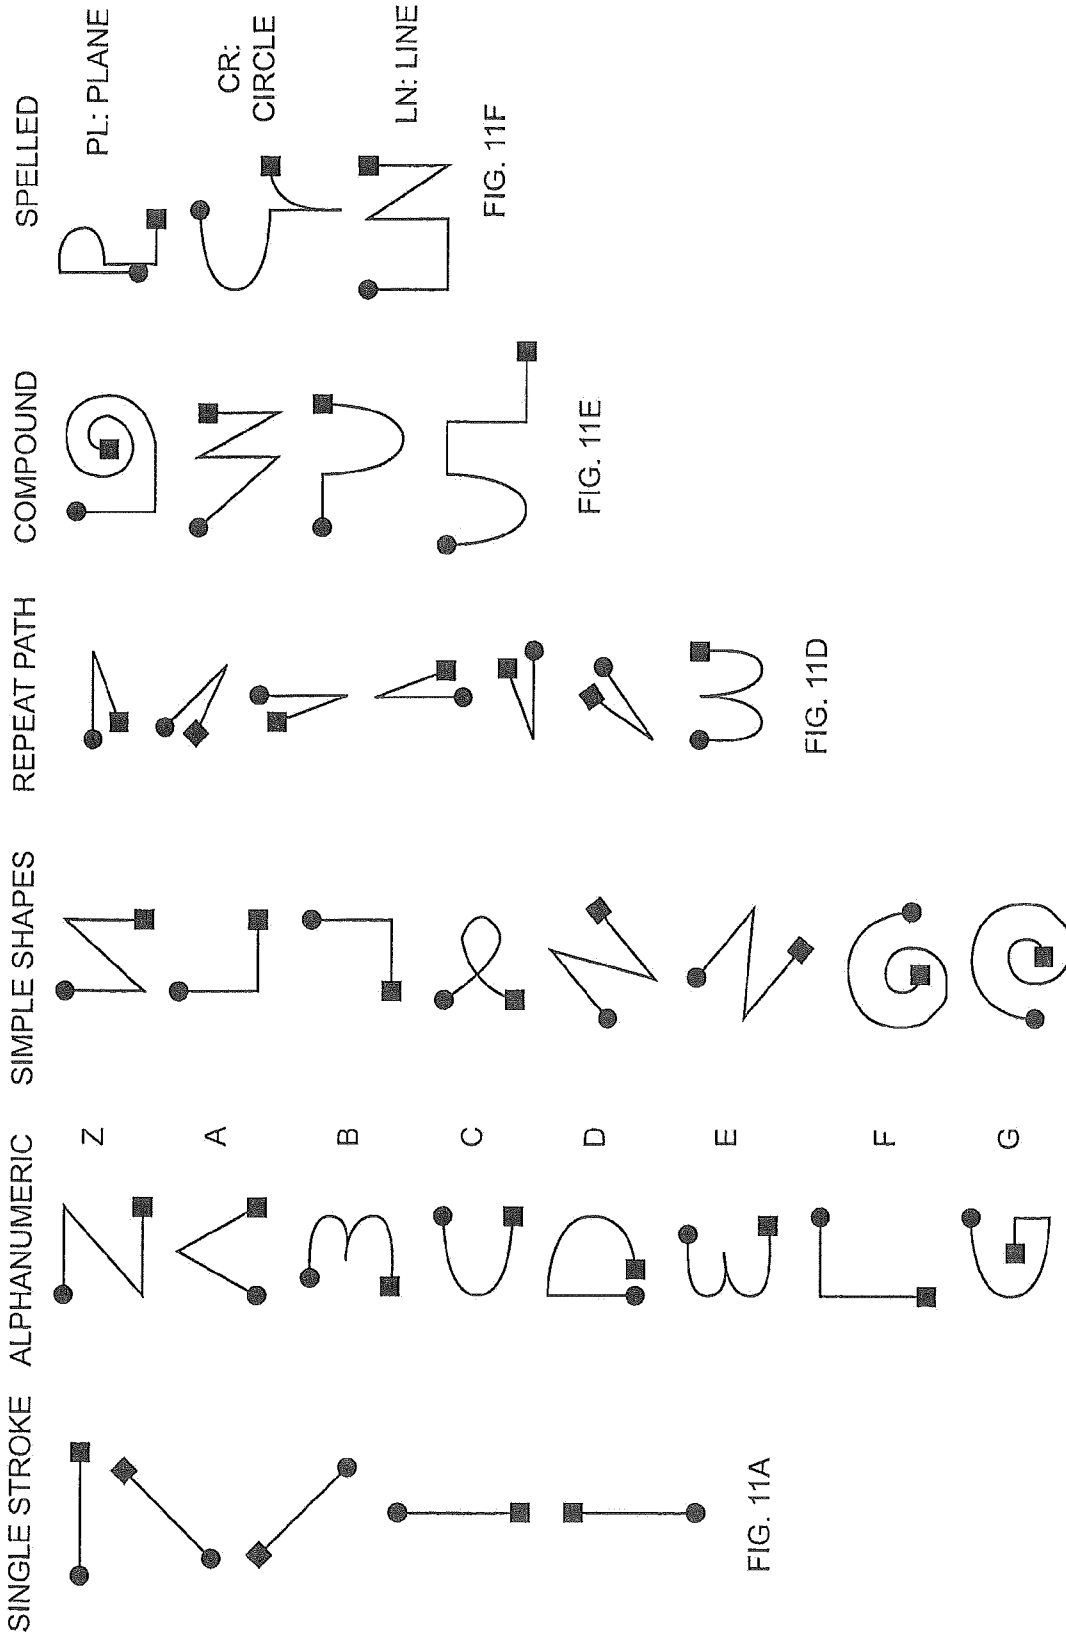 SINGLE STROKE
FIG. 11A
ALPHANUMERIC
Z
A
B
C
D
E
F
G
SIMPLE SHAPES
REPEAT PATH
FIG. 11D
COMPOUND
FIG. 11E
SPELLED
PL: PLANE
CR:
CIRCLE
LN: LINE
FIG. 11F